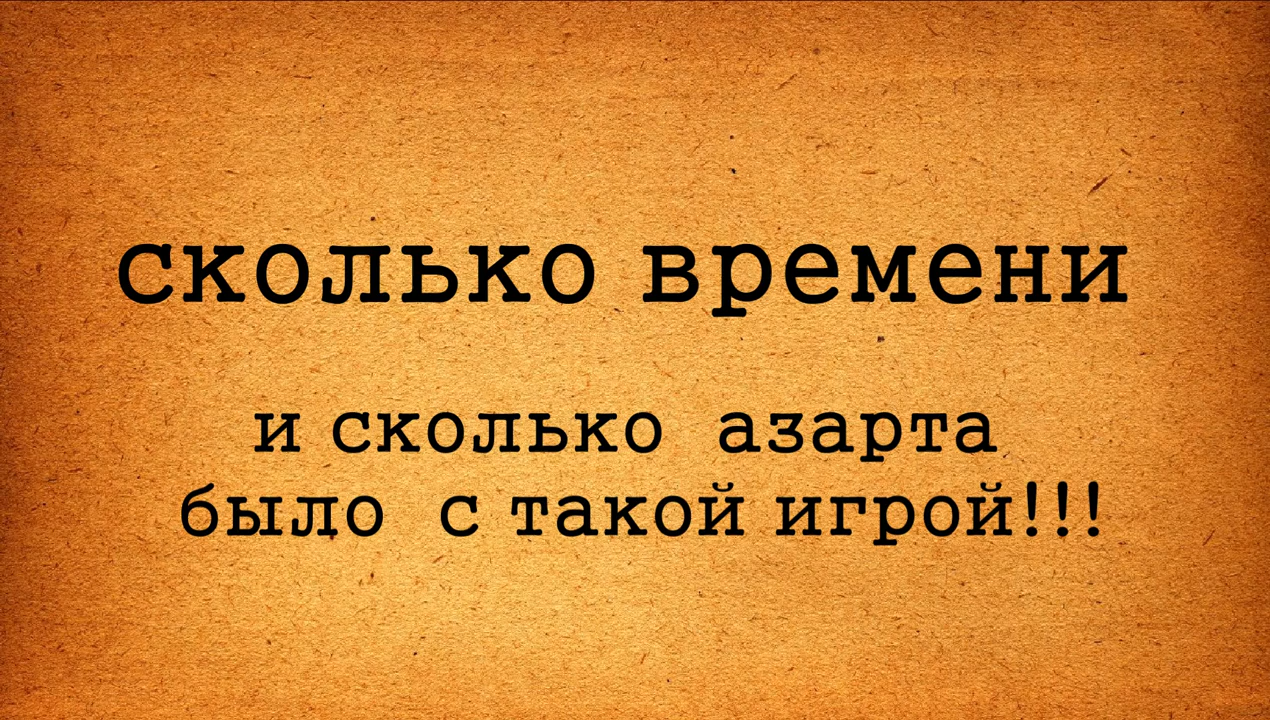 сколько времени
и сколько азарта
было с такой игрой!!!